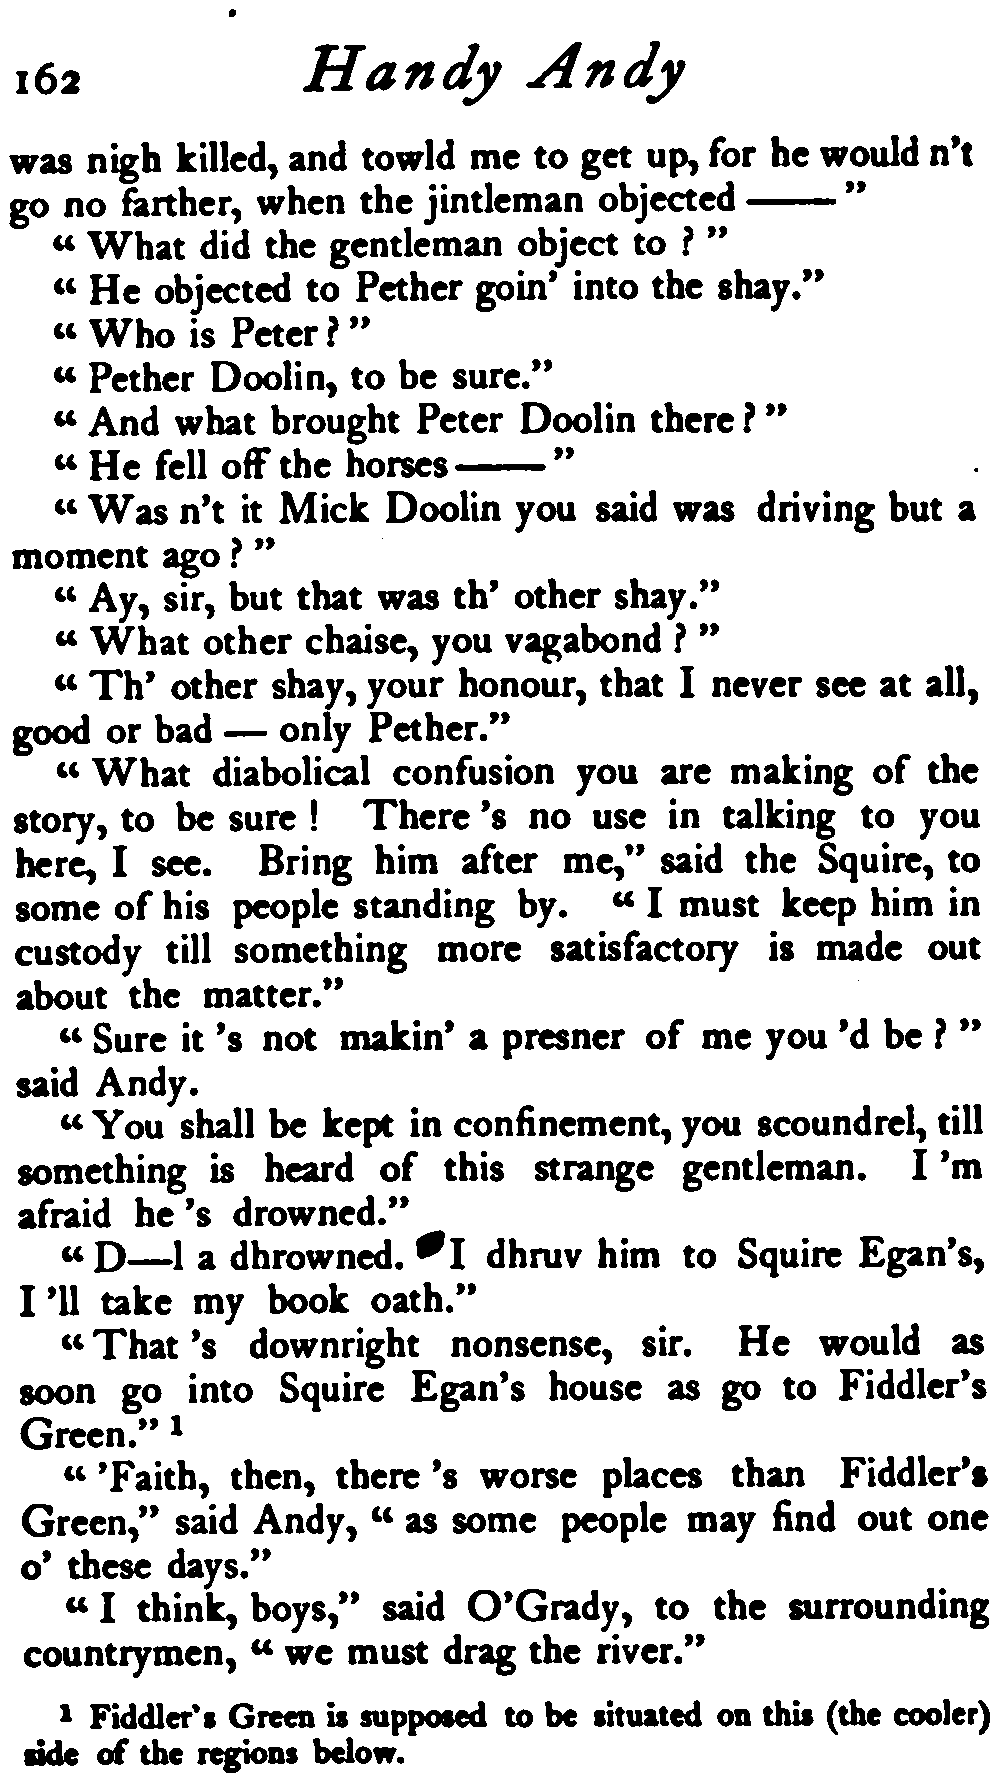 162 Handy Andy
was nigh killed, and towld me to get up, for he would n't
go no farther, when the jintleman objected ——"
" What did the gentleman object to ? "
" He objected to Pether goin' into the shay."
" Who is Peter ? "
" Pether Doolin, to be sure."
" And what brought Peter Doolin there ? "
" He fell off the horses ——"
" Was n't it Mick Doolin you said was driving but a
moment ago ? "
" Ay, sir, but that was th' other shay."
" What other chaise, you vagabond ? "
" Th' other shay, your honour, that I never see at all,
good or bad — only Pether."
" What diabolical confusion you are making of the
story, to be sure ! There 's no use in talking to you
here, I see. Bring him after me," said the Squire, to
some of his people standing by. " I must keep him in
custody till something more satisfactory is made out
about the matter."
" Sure it 's not makin' a presner of me you 'd be ? "
said Andy.
" You shall be kept in confinement, you scoundrel, till
something is heard of this strange gentleman. I 'm
afraid he 's drowned."
" D—l a dhrowned. I dhruv him to Squire Egan's,
I 'll take my book oath."
" That 's downright nonsense, sir. He would as
soon go into Squire Egan's house as go to Fiddler's
Green." 1
" 'Faith, then, there 's worse places than Fiddler's
Green," said Andy, " as some people may find out one
o' these days."
" I think, boys," said O'Grady, to the surrounding
countrymen, " we must drag the river."
1 Fiddler's Green is supposed to be situated on this (the cooler)
side of the regions below.